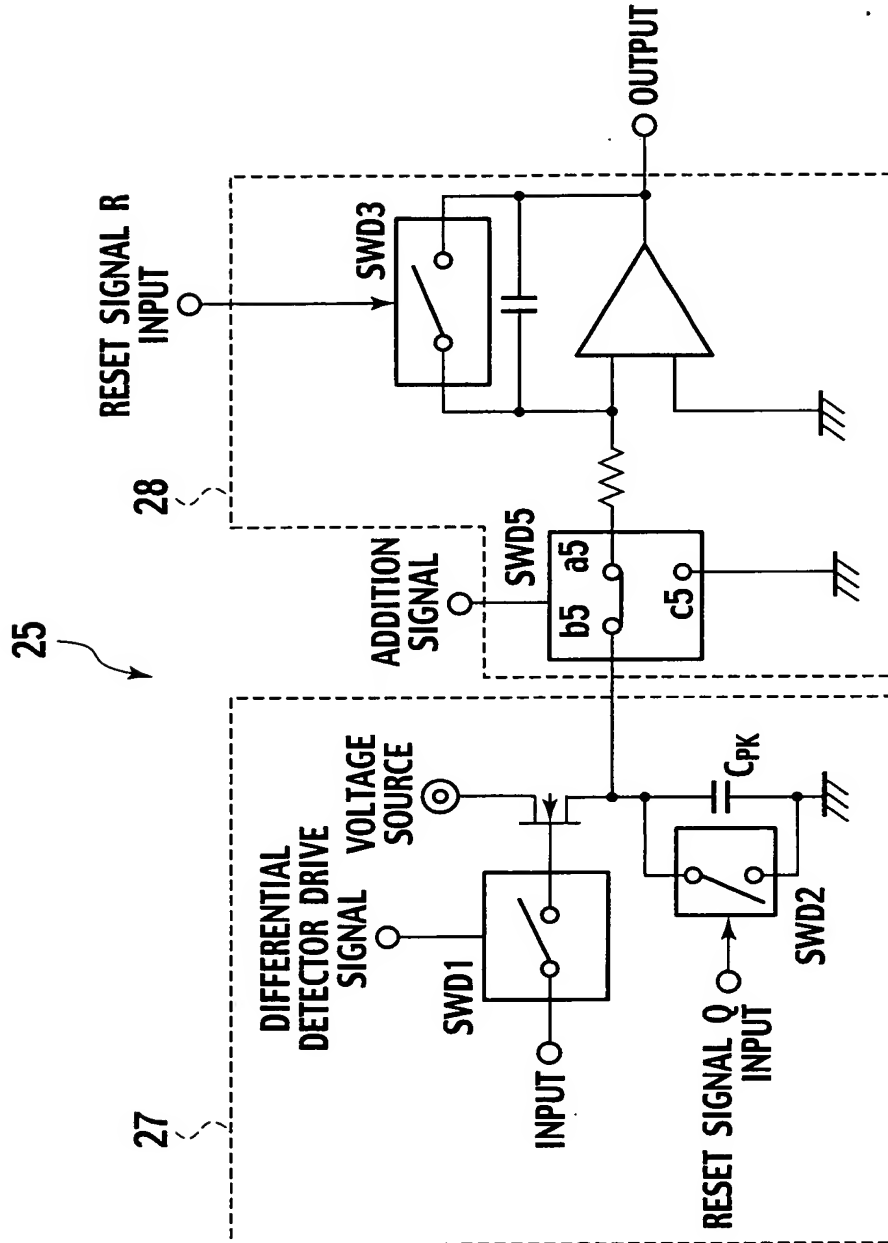 25
27
28
RESET SIGNAL R
INPUT
SWD3
OUTPUT
ADDITION
SIGNAL
SWD5
b5
a5
c5
DIFFERENTIAL
DETECTOR DRIVE
SIGNAL
VOLTAGE
SOURCE
SWD1
INPUT
CPK
SWD2
RESET SIGNAL Q
INPUT